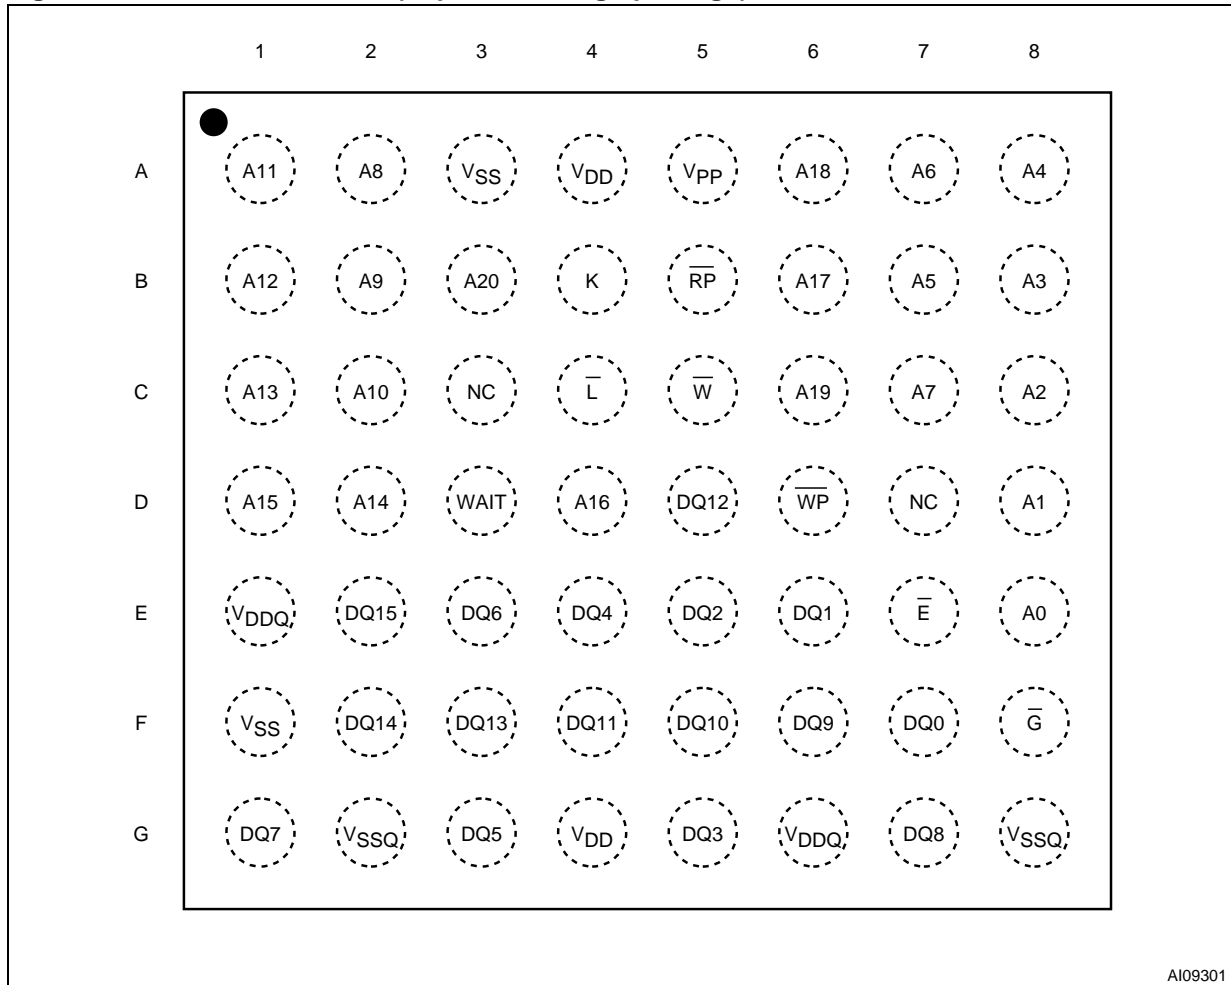 1 2 3 4 5 6 7 8
A A11 A8 VSS VDD VPP A18 A6 A4
B A12 A9 A20 K R̅P̅ A17 A5 A3
C A13 A10 NC L̅ W̅ A19 A7 A2
D A15 A14 WAIT A16 DQ12 W̅P̅ NC A1
E VDDQ DQ15 DQ6 DQ4 DQ2 DQ1 E̅ A0
F VSS DQ14 DQ13 DQ11 DQ10 DQ9 DQ0 G̅
G DQ7 VSSQ DQ5 VDD DQ3 VDDQ DQ8 VSSQ
AI09301